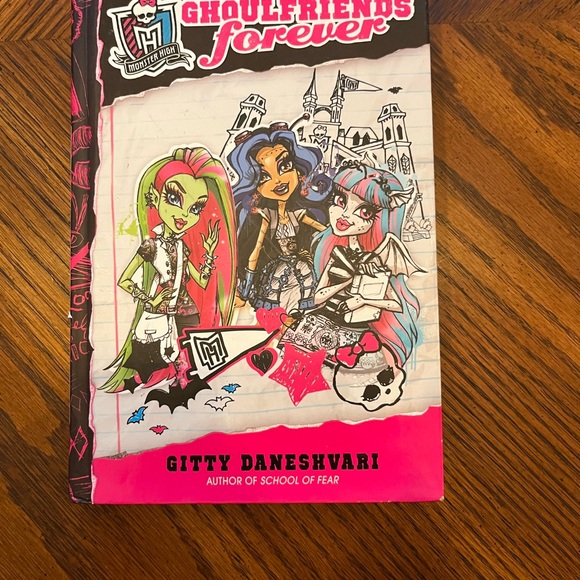 GHOULFRIENDS
forever
MONSTER HIGH
GITTY DANESHVARI
AUTHOR OF SCHOOL OF FEAR